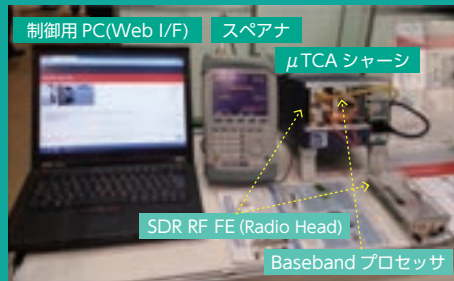 制御用 PC(Web I/F)
スペアナ
μTCA シャーシ
SDR RF FE (Radio Head)
Baseband プロセッサ